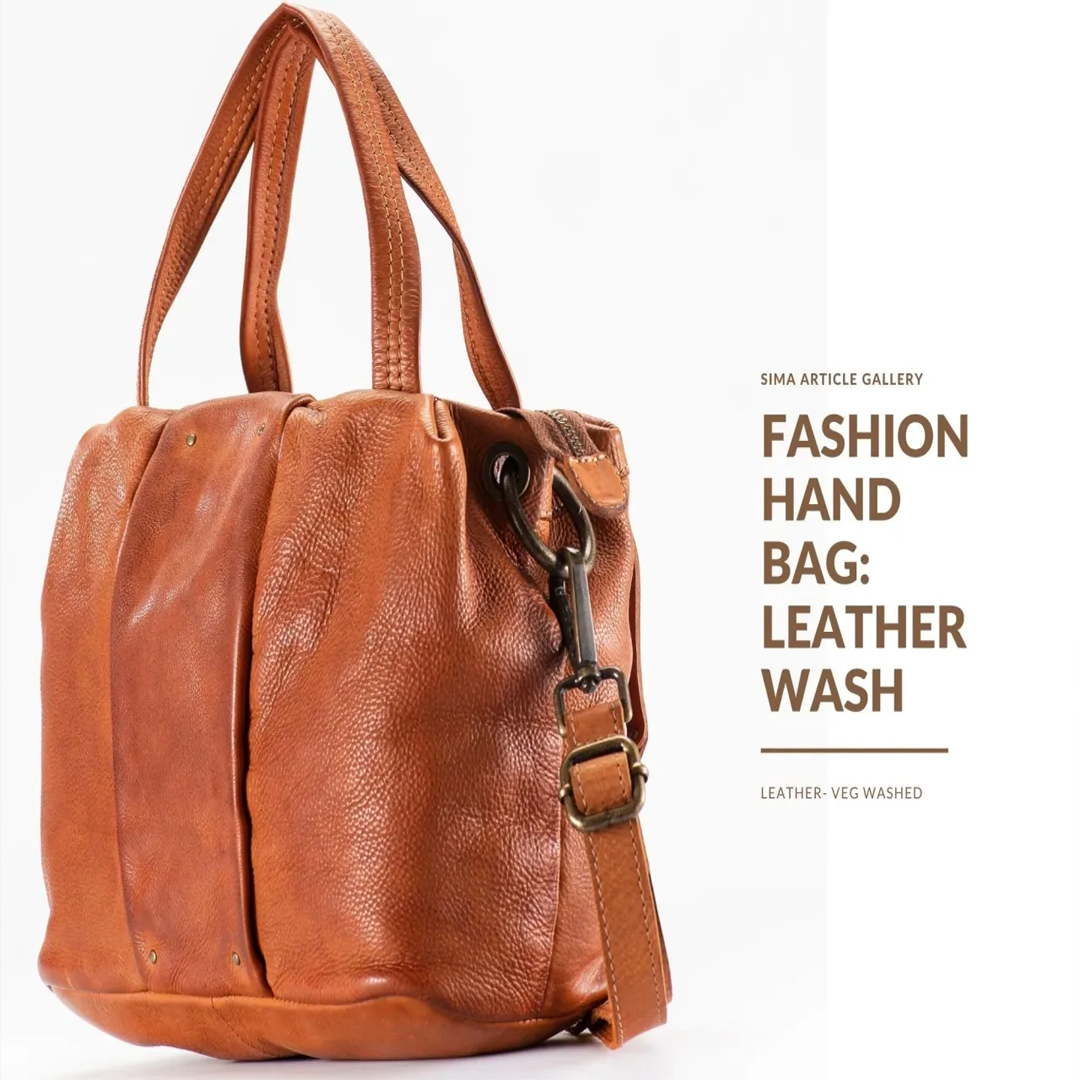 SIMA ARTICLE GALLERY
FASHION
HAND
BAG:
LEATHER
WASH
LEATHER- VEG WASHED